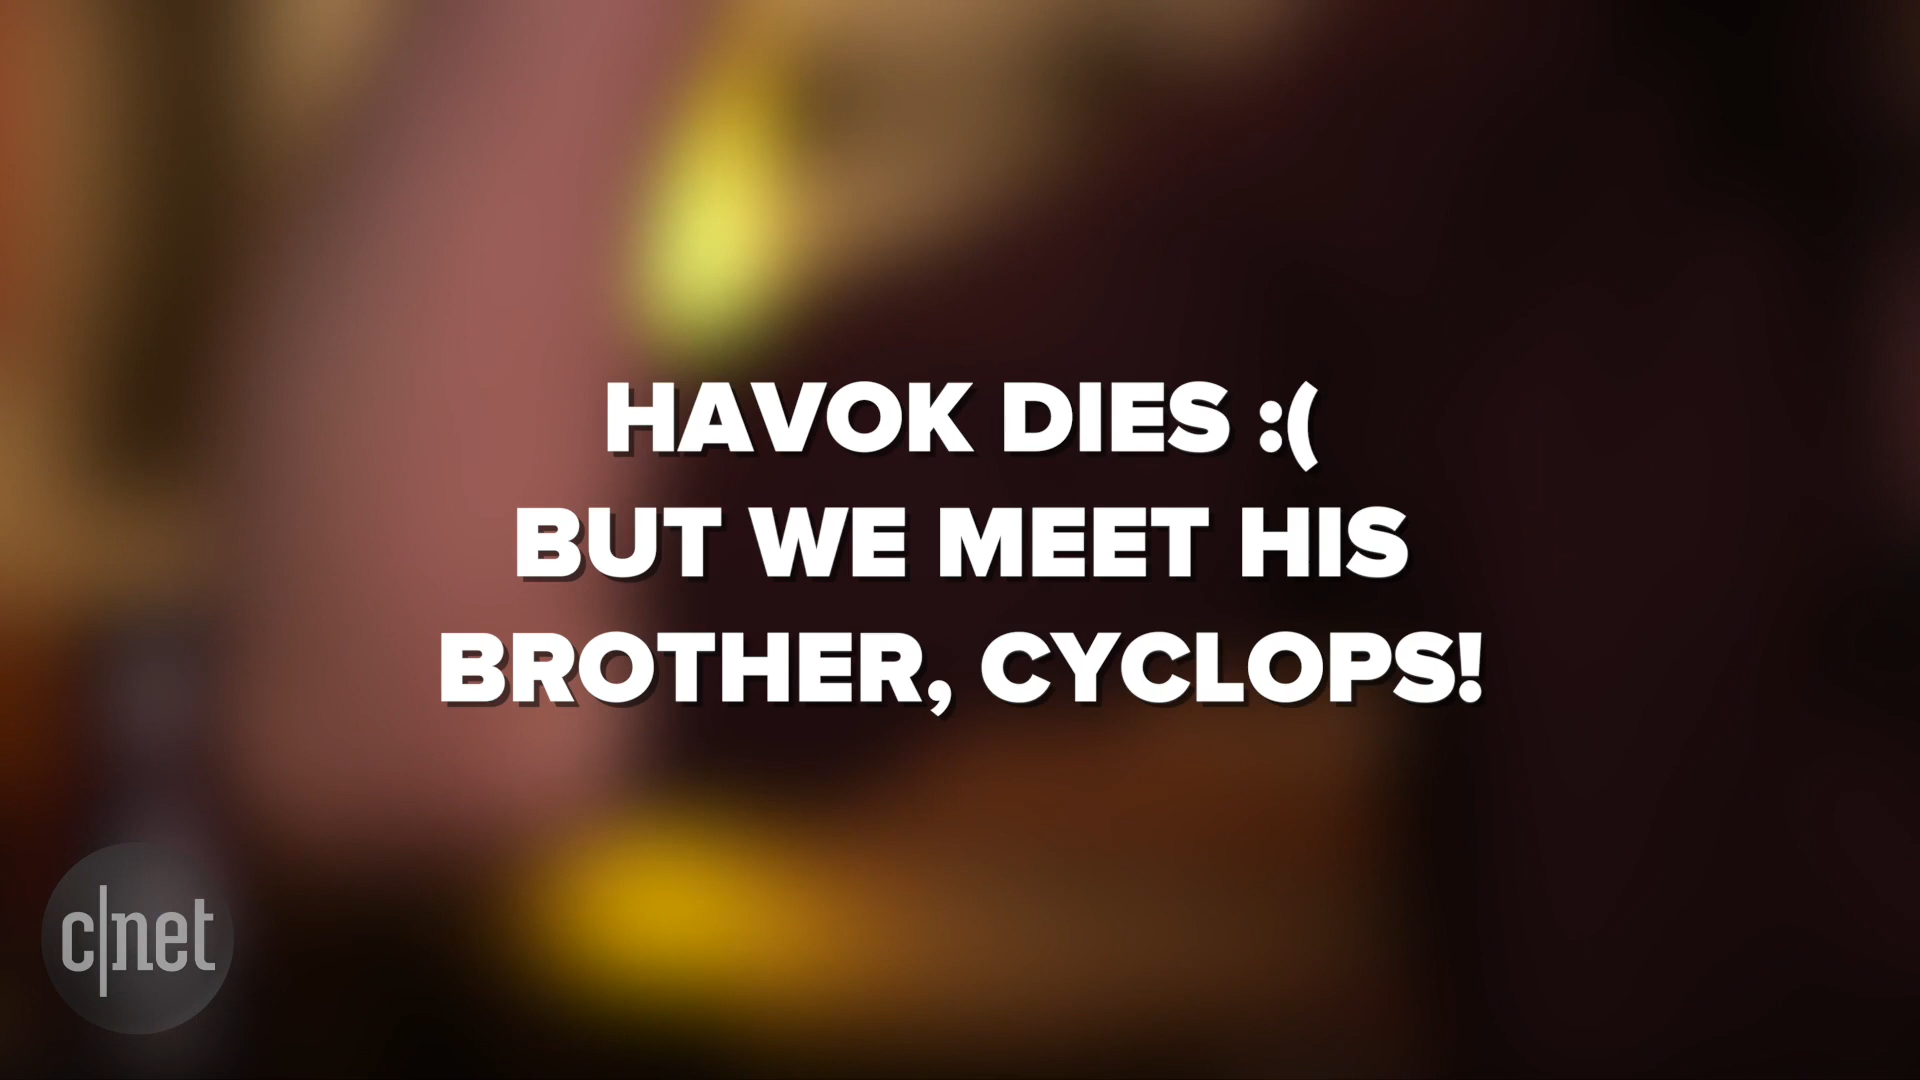 HAVOK DIES :(
BUT WE MEET HIS
BROTHER, CYCLOPS!
c|net